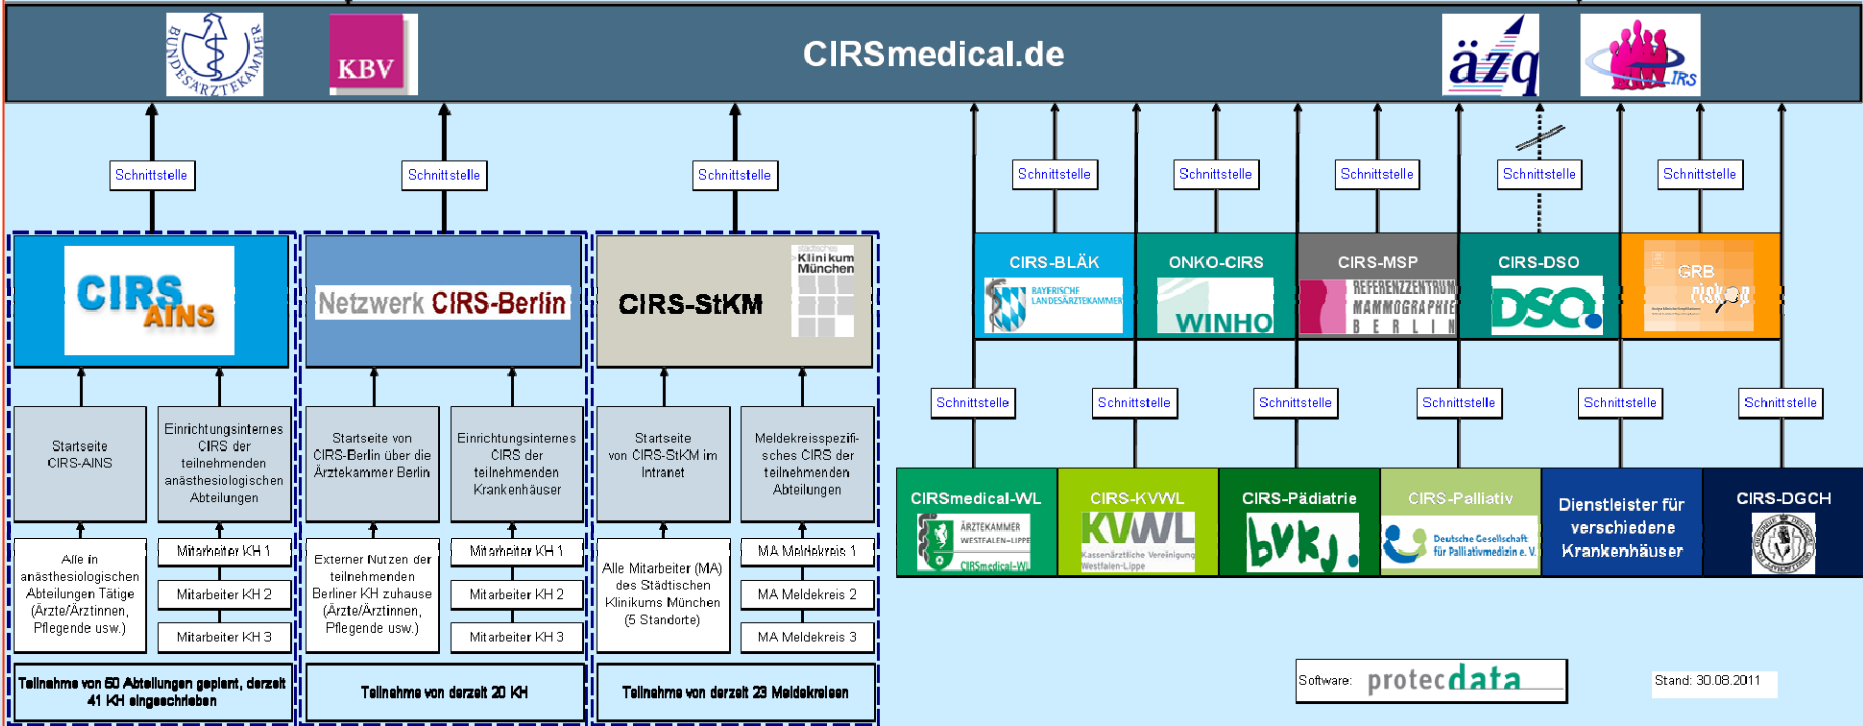 BUNDESÄRZTEKAMMER
KBV
CIRSmedical.de
äzq
IRS
Schnittstelle
Schnittstelle
Schnittstelle
Schnittstelle
Schnittstelle
Schnittstelle
Schnittstelle
Schnittstelle
CIRS
AINS
Netzwerk CIRS-Berlin
CIRS-StKM
städtisches
Klinikum
München
CIRS-BLÄK
BAYERISCHE
LANDESÄRZTEKAMMER
ONKO-CIRS
WINHO
CIRS-MSP
REFERENZZENTRUM
MAMMOGRAPHIE
BERLIN
CIRS-DSO
DSO
GRB
Startseite
CIRS-AINS
Einrichtungsinternes
CIRS der
teilnehmenden
anästhesiologischen
Abteilungen
Startseite von
CIRS-Berlin über die
Ärztekammer Berlin
Einrichtungsinternes
CIRS der
teilnehmenden
Krankenhäuser
Startseite
von CIRS-StKM im
Intranet
Meldekreisspezifi-
sches CIRS der
teilnehmenden
Abteilungen
Schnittstelle
Schnittstelle
Schnittstelle
Schnittstelle
Schnittstelle
Schnittstelle
Alle in
anästhesiologischen
Abteilungen Tätige
(Ärzte/Ärztinnen,
Pflegende usw.)
Mitarbeiter KH 1
Mitarbeiter KH 2
Mitarbeiter KH 3
Externer Nutzen der
teilnehmenden
Berliner KH zuhause
(Ärzte/Ärztinnen,
Pflegende usw.)
Mitarbeiter KH 1
Mitarbeiter KH 2
Mitarbeiter KH 3
Alle Mitarbeiter (MA)
des Städtischen
Klinikums München
(5 Standorte)
MA Meldekreis 1
MA Meldekreis 2
MA Meldekreis 3
CIRSmedical-WL
ÄRZTEKAMMER
WESTFALEN-LIPPE
CIRSmedical-WL
CIRS-KVWL
KVWL
Kassenärztliche Vereinigung
Westfalen-Lippe
CIRS-Pädiatrie
bvkj.
CIRS-Palliativ
Deutsche Gesellschaft
für Palliativmedizin e. V.
Dienstleister für
verschiedene
Krankenhäuser
CIRS-DGCH
Teilnahme von 60 Abteilungen geplant, derzeit
41 KH eingeschrieben
Teilnahme von derzeit 20 KH
Teilnahme von derzeit 23 Meldekreisen
Software: protecdata
Stand: 30.08.2011